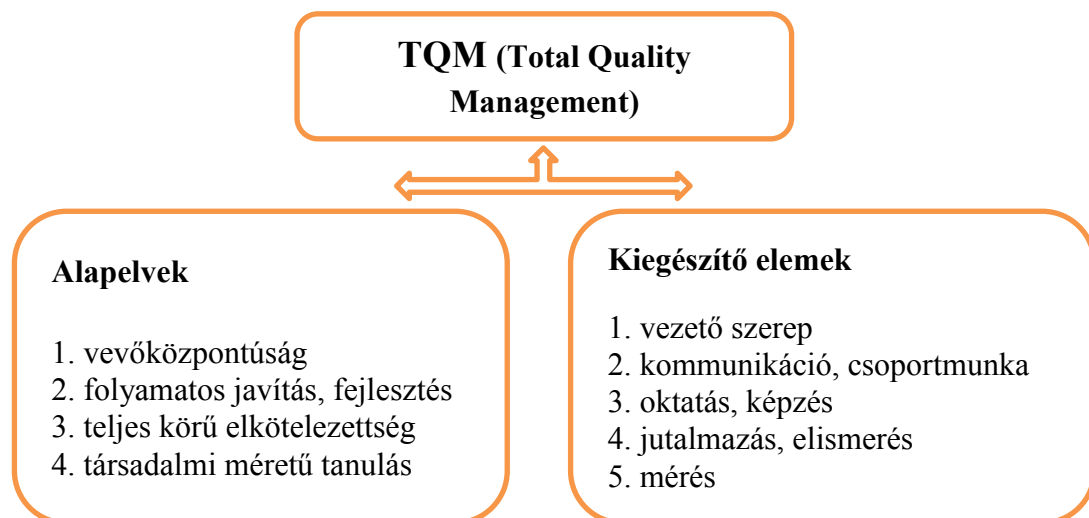 TQM (Total Quality
Management)
Alapelvek
1. vevőközpontúság
2. folyamatos javítás, fejlesztés
3. teljes körű elkötelezettség
4. társadalmi méretű tanulás
Kiegészítő elemek
1. vezető szerep
2. kommunikáció, csoportmunka
3. oktatás, képzés
4. jutalmazás, elismerés
5. mérés